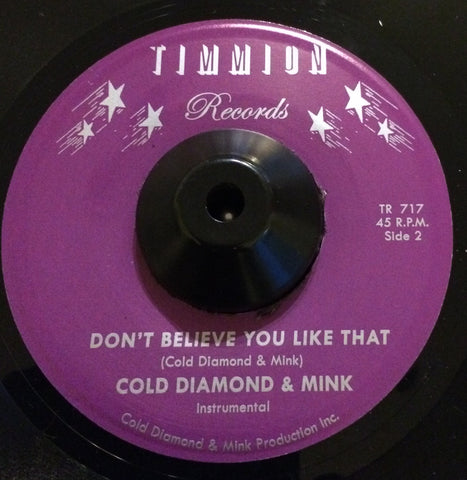 TIMMION
Records
TR 717
45 R.P.M.
Side 2
DON'T BELIEVE YOU LIKE THAT
(Cold Diamond & Mink)
COLD DIAMOND & MINK
Instrumental
Cold Diamond & Mink Production Inc.